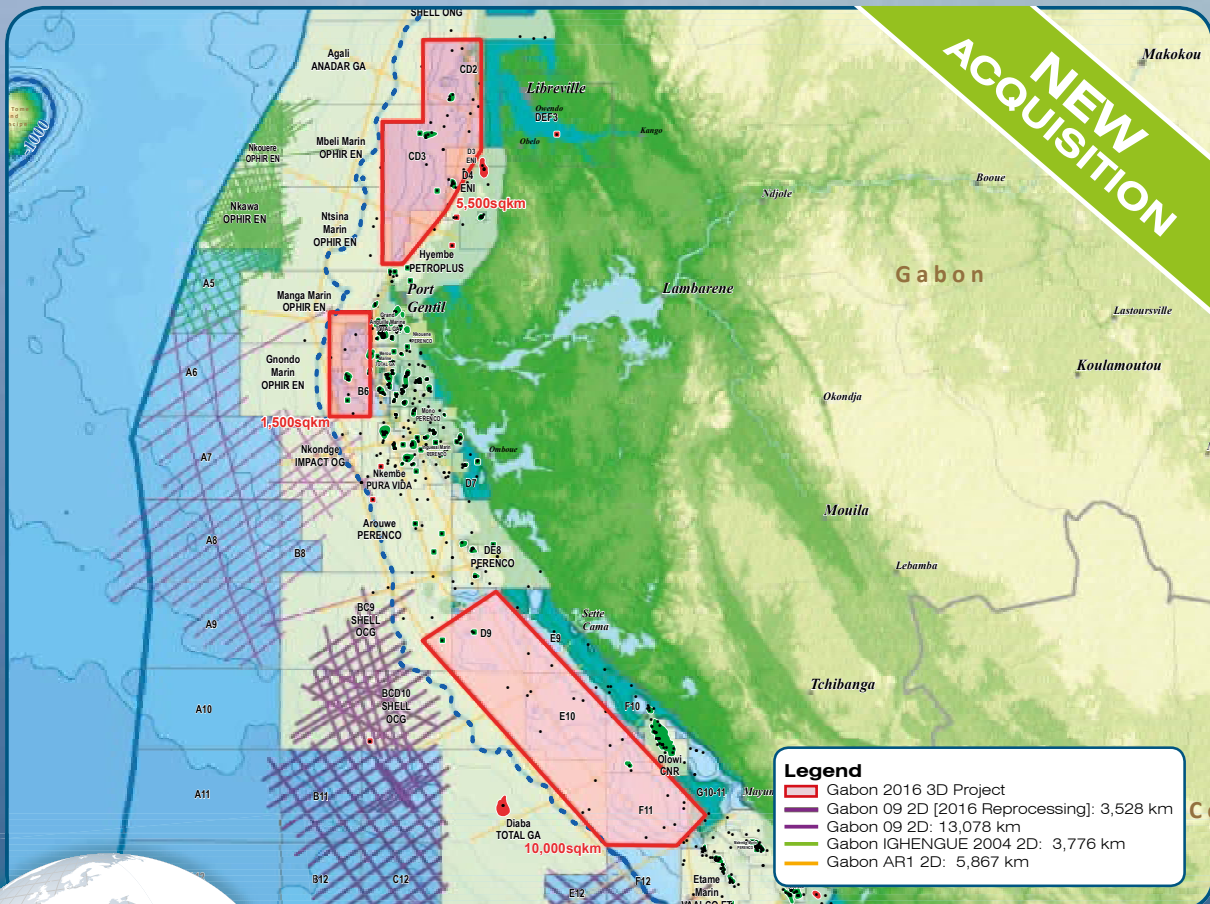 SHELL ONG
Agali
ANADAR GA
CD2
Libreville
Owendo
DEF3
Obelo
Kango
Makokou
NEW
ACQUISITION
-1000
Nkouere
OPHIR EN
Mbeli Marin
OPHIR EN
CD3
D3
ENI
D4
ENI
5,500sqkm
Ndjole
Booue
Nkawa
OPHIR EN
Ntsina
Marin
OPHIR EN
Hyembe
PETROPLUS
Gabon
A5
Manga Marin
OPHIR EN
Port
Gentil
Lambarene
Lastoursville
A6
Gnondo
Marin
OPHIR EN
B6
Koulamoutou
Okondja
1,500sqkm
Mono
PERENCO
A7
Nkondge
IMPACT OG
Omboue
Nkembe
PURA VIDA
D7
A8
Arouwe
PERENCO
Mouila
B8
DE8
PERENCO
Lebamba
A9
BC9
SHELL
OCG
D9
E9
Sette
Cama
A10
BCD10
SHELL
OCG
E10
F10
Tchibanga
Olowi
CNR
A11
B11
F11
G10-11
Mayum
Diaba
TOTAL GA
10,000sqkm
B12
C12
E12
F12
Etame
Marin
VAALCO ET
Legend
Gabon 2016 3D Project
Gabon 09 2D [2016 Reprocessing]: 3,528 km
Gabon 09 2D: 13,078 km
Gabon IGHENGUE 2004 2D: 3,776 km
Gabon AR1 2D: 5,867 km